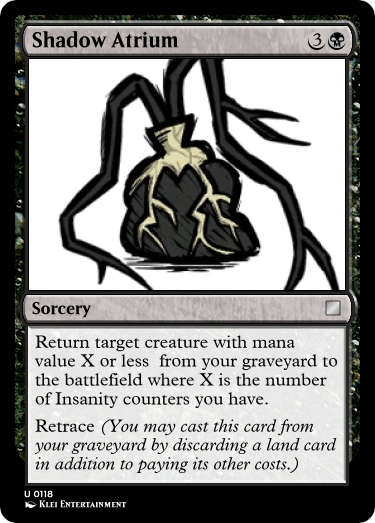 Shadow Atrium 3
Sorcery
Return target creature with mana
value X or less  from your graveyard to
the battlefield where X is the number
of Insanity counters you have.
Retrace (You may cast this card from
your graveyard by discarding a land card
in addition to paying its other costs.)
U 0118
Klei Entertainment